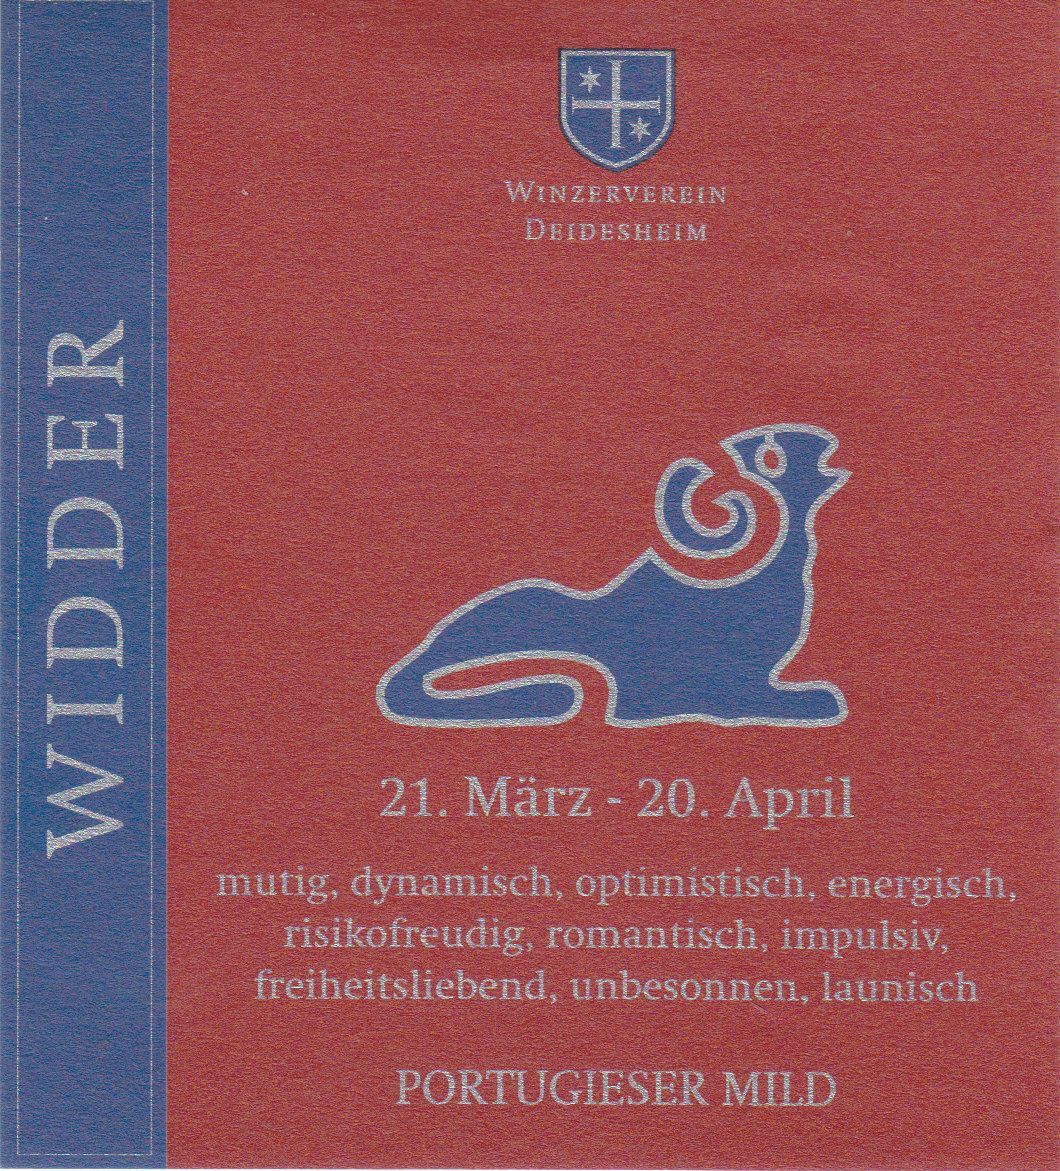 WINZERVEREIN
DEIDESHEIM
WIDDER
21. März - 20. April
mutig, dynamisch, optimistisch, energisch,
risikofreudig, romantisch, impulsiv,
freiheitsliebend, unbesonnen, launisch
PORTUGIESER MILD